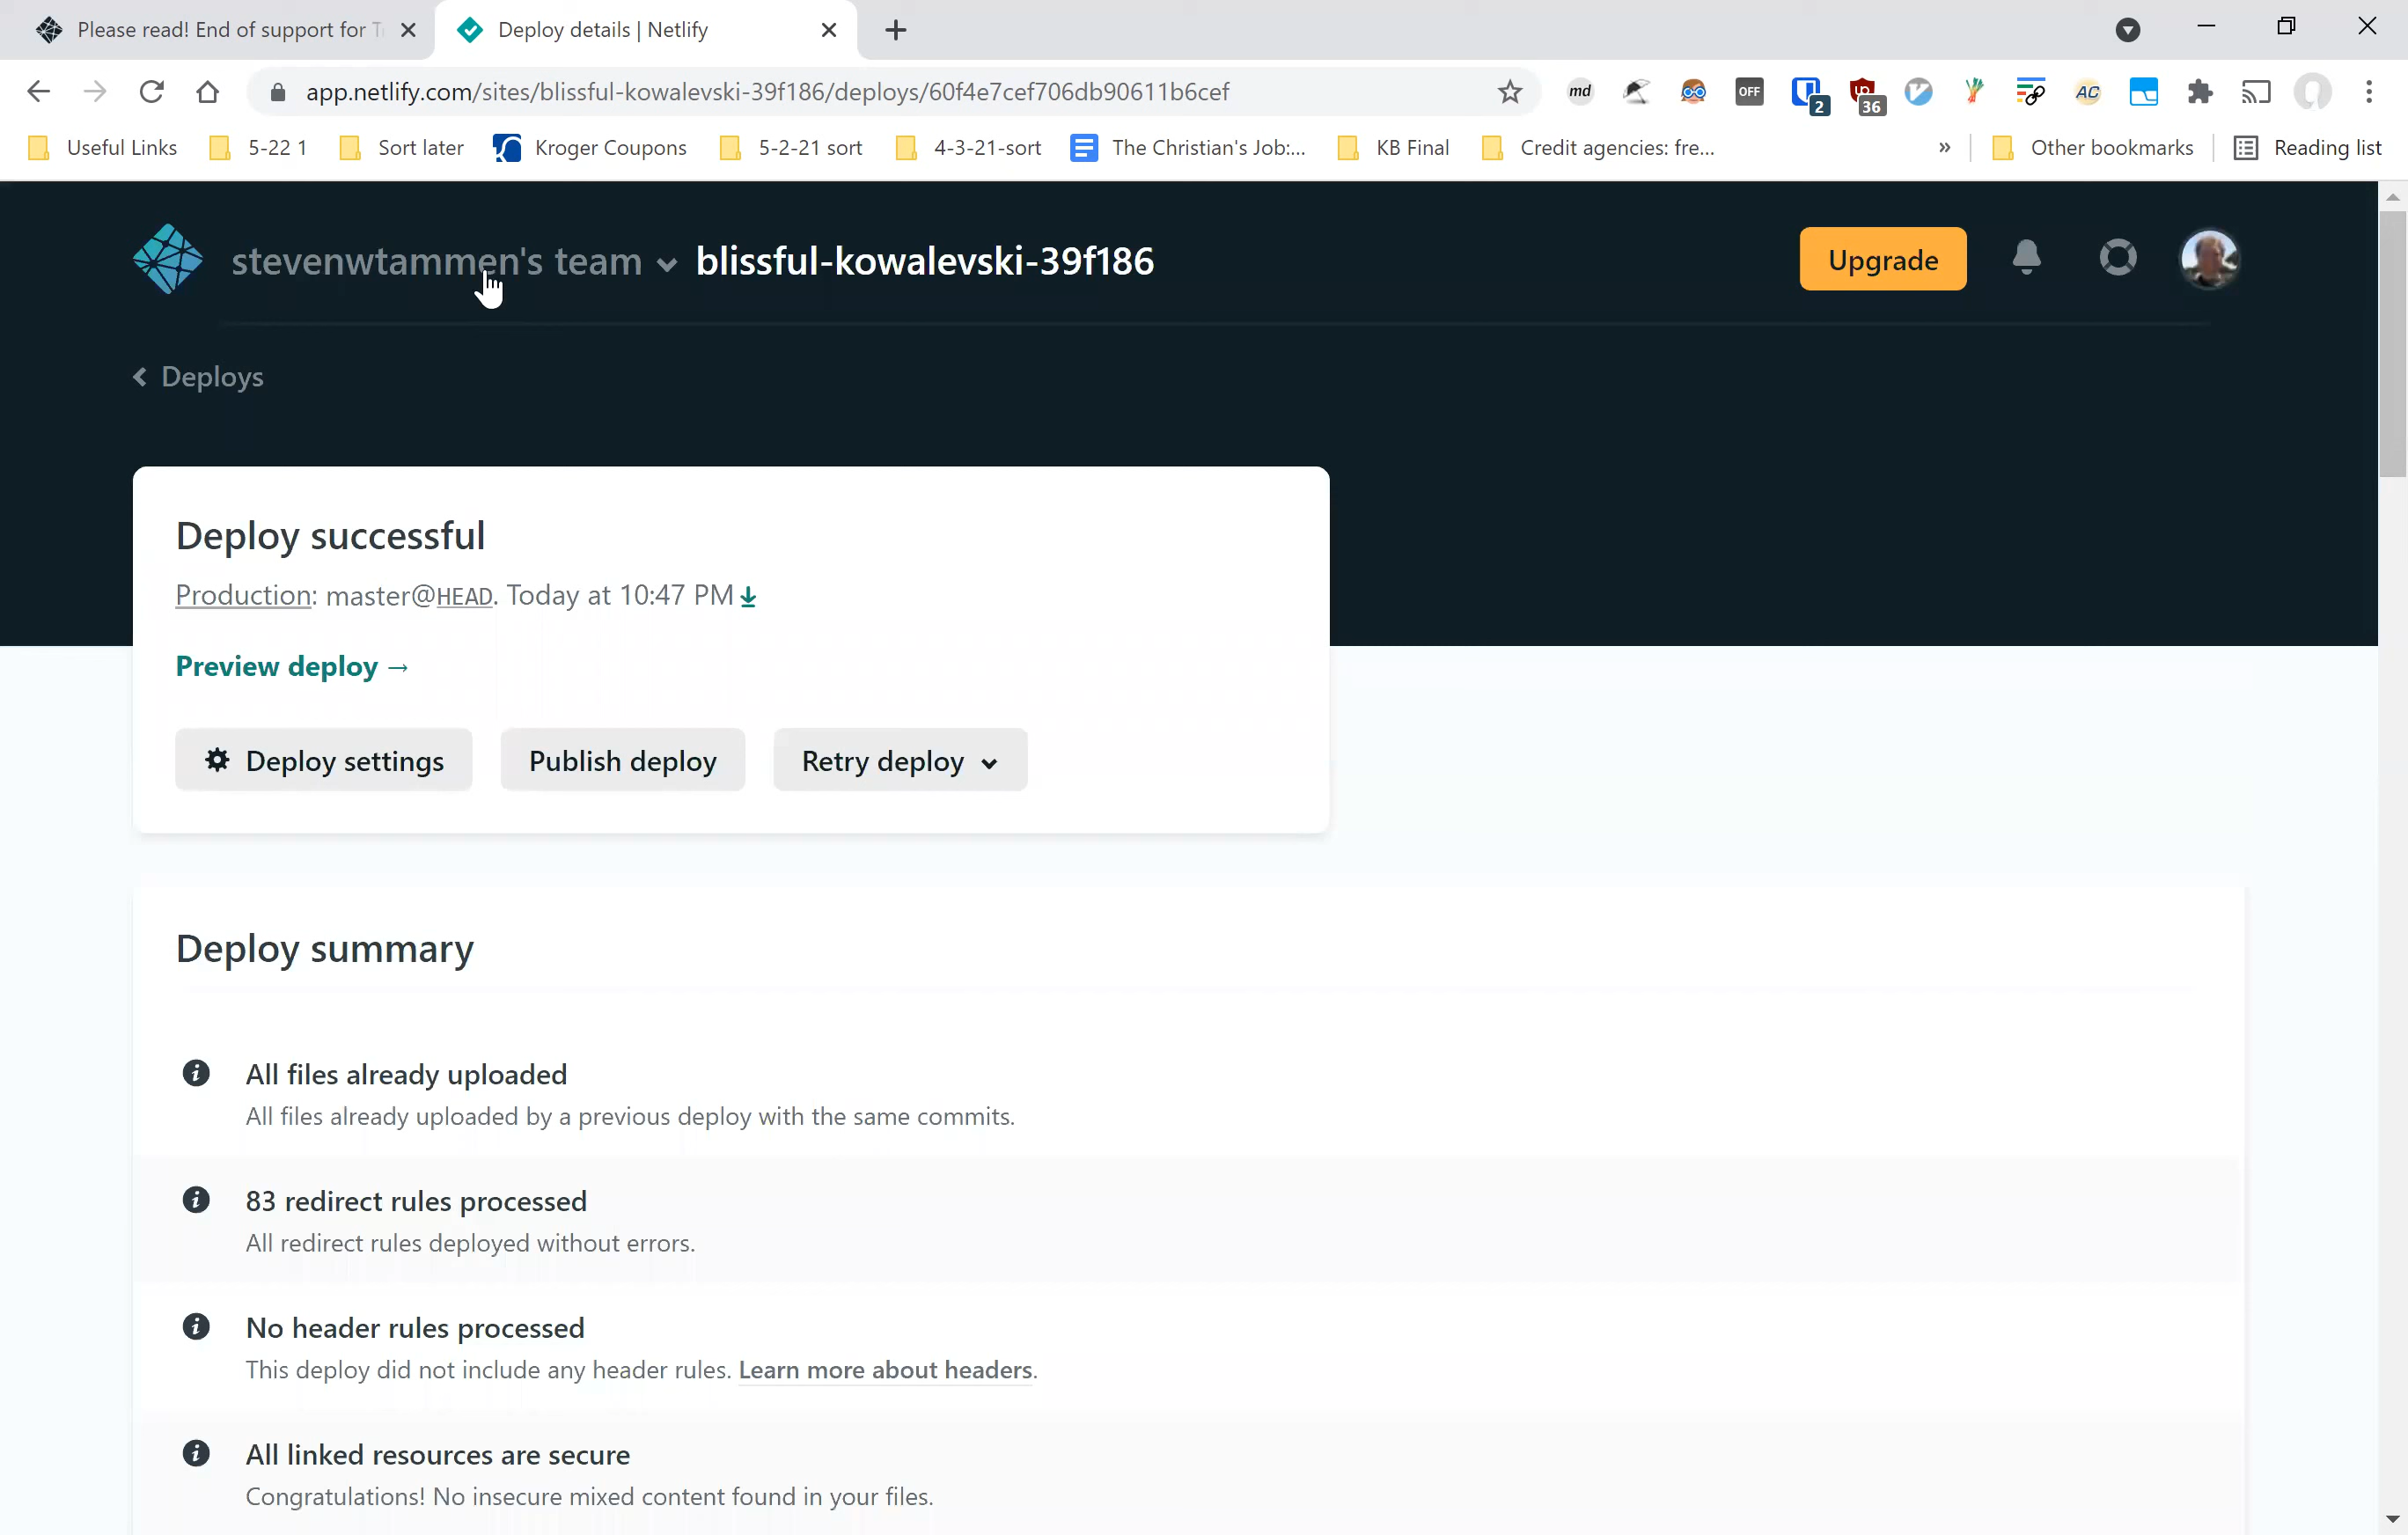 Please read! End of support for T
Deploy details | Netlify
app.netlify.com/sites/blissful-kowalevski-39f186/deploys/60f4e7cef706db90611b6cef
md
OFF
2
36
AC
Useful Links
5-22 1
Sort later
Kroger Coupons
5-2-21 sort
4-3-21-sort
The Christian's Job:...
KB Final
Credit agencies: fre...
»
Other bookmarks
Reading list
stevenwtammen's team
blissful-kowalevski-39f186
Upgrade
Deploys
Deploy successful
Production: master@HEAD. Today at 10:47 PM
Preview deploy →
Deploy settings
Publish deploy
Retry deploy
Deploy summary
All files already uploaded
All files already uploaded by a previous deploy with the same commits.
83 redirect rules processed
All redirect rules deployed without errors.
No header rules processed
This deploy did not include any header rules. Learn more about headers.
All linked resources are secure
Congratulations! No insecure mixed content found in your files.